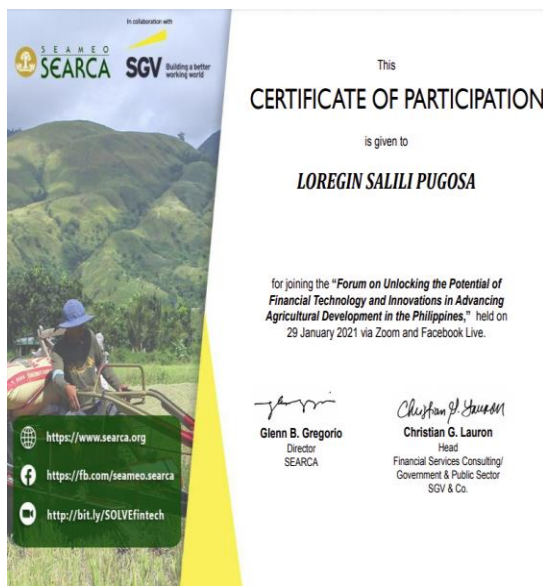 In collaboration with
SEAMEO
SEARCA
SGV
Building a better
working world
This
CERTIFICATE OF PARTICIPATION
is given to
LOREGIN SALILI PUGOSA
for joining the “Forum on Unlocking the Potential of
Financial Technology and Innovations in Advancing
Agricultural Development in the Philippines,” held on
29 January 2021 via Zoom and Facebook Live.
Glenn B. Gregorio
Director
SEARCA
Christian G. Lauron
Head
Financial Services Consulting/
Government & Public Sector
SGV & Co.
https://www.searca.org
https://fb.com/seameo.searca
http://bit.ly/SOLVEfintech